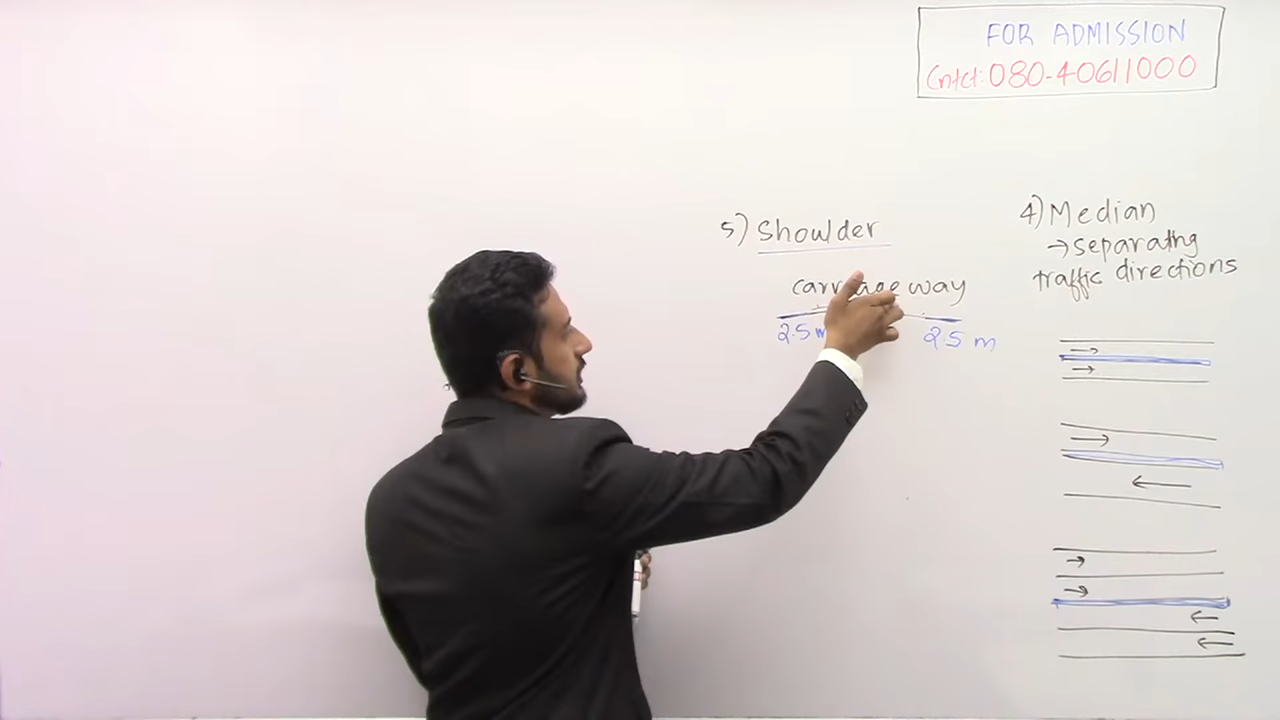 FOR ADMISSION
Cntct: 080-40611000
5) Shoulder
carriage way
2.5 m
2.5 m
4) Median
→ separating
traffic directions